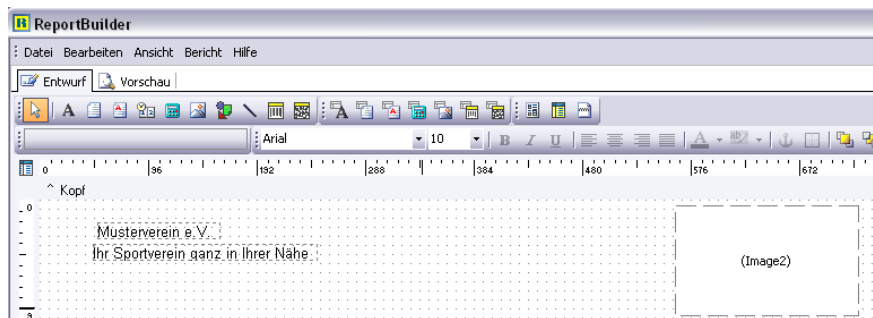 ReportBuilder
Datei Bearbeiten Ansicht Bericht Hilfe
Entwurf Vorschau
Arial 10 B I U A
0 96 192 288 384 480 576 672
^ Kopf
0
Musterverein e.V.
Ihr Sportverein ganz in Ihrer Nähe
(Image2)